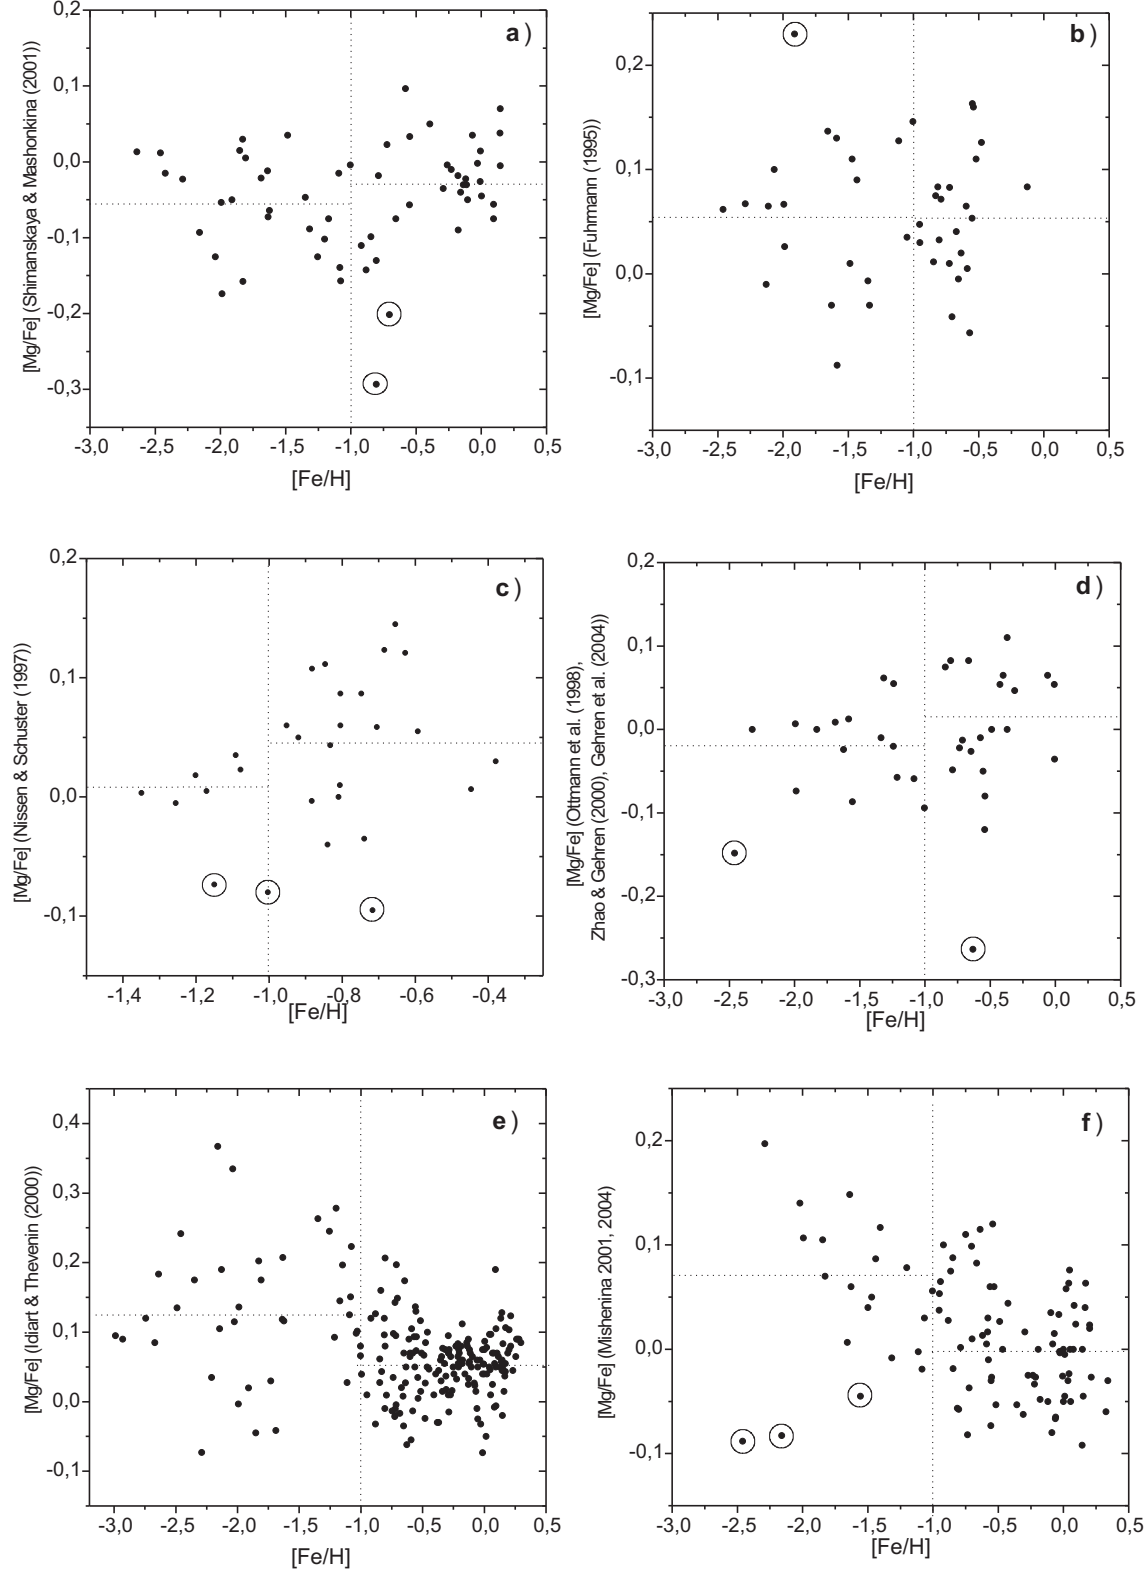 a)
[Mg/Fe] (Shimanskaya & Mashonkina (2001))
0,2
0,1
0,0
-0,1
-0,2
-0,3
-3,0 -2,5 -2,0 -1,5 -1,0 -0,5 0,0 0,5
[Fe/H]
b)
[Mg/Fe] (Fuhrmann (1995))
0,2
0,1
0,0
-0,1
-3,0 -2,5 -2,0 -1,5 -1,0 -0,5 0,0 0,5
[Fe/H]
c)
[Mg/Fe] (Nissen & Schuster (1997))
0,2
0,1
0,0
-0,1
-1,4 -1,2 -1,0 -0,8 -0,6 -0,4
[Fe/H]
d)
[Mg/Fe] (Ottmann et al. (1998),
Zhao & Gehren (2000), Gehren et al. (2004))
0,2
0,1
0,0
-0,1
-0,2
-0,3
-3,0 -2,5 -2,0 -1,5 -1,0 -0,5 0,0 0,5
[Fe/H]
e)
[Mg/Fe] (Idiart & Thevenin (2000))
0,4
0,3
0,2
0,1
0,0
-0,1
-3,0 -2,5 -2,0 -1,5 -1,0 -0,5 0,0 0,5
[Fe/H]
f)
[Mg/Fe] (Mishenina 2001, 2004)
0,2
0,1
0,0
-0,1
-3,0 -2,5 -2,0 -1,5 -1,0 -0,5 0,0 0,5
[Fe/H]